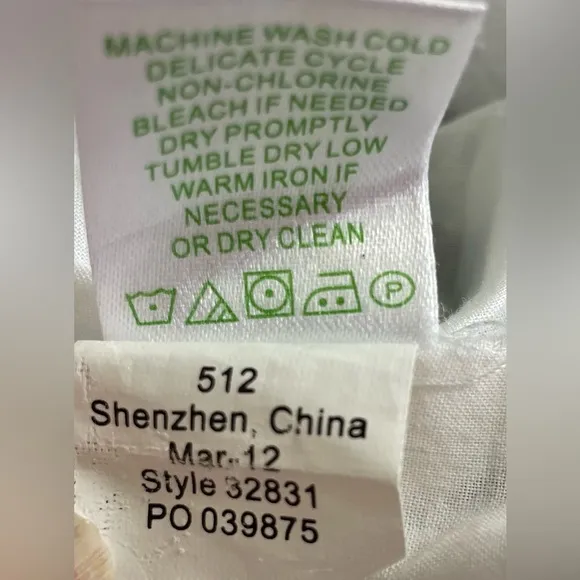 MACHINE WASH COLD
DELICATE CYCLE
NON-CHLORINE
BLEACH IF NEEDED
DRY PROMPTLY
TUMBLE DRY LOW
WARM IRON IF
NECESSARY
OR DRY CLEAN
P
512
Shenzhen, China
Mar-12
Style 32831
PO 039875